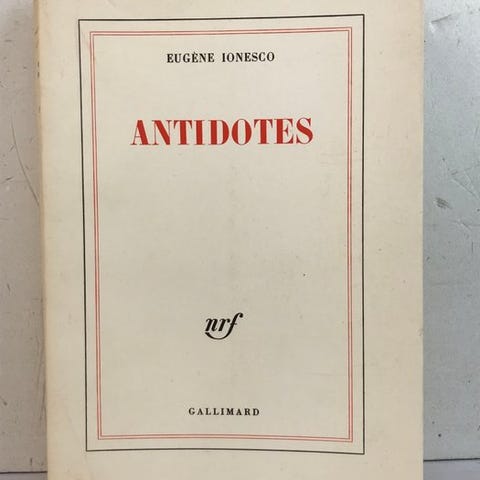 EUGÈNE IONESCO
ANTIDOTES
nrf
GALLIMARD